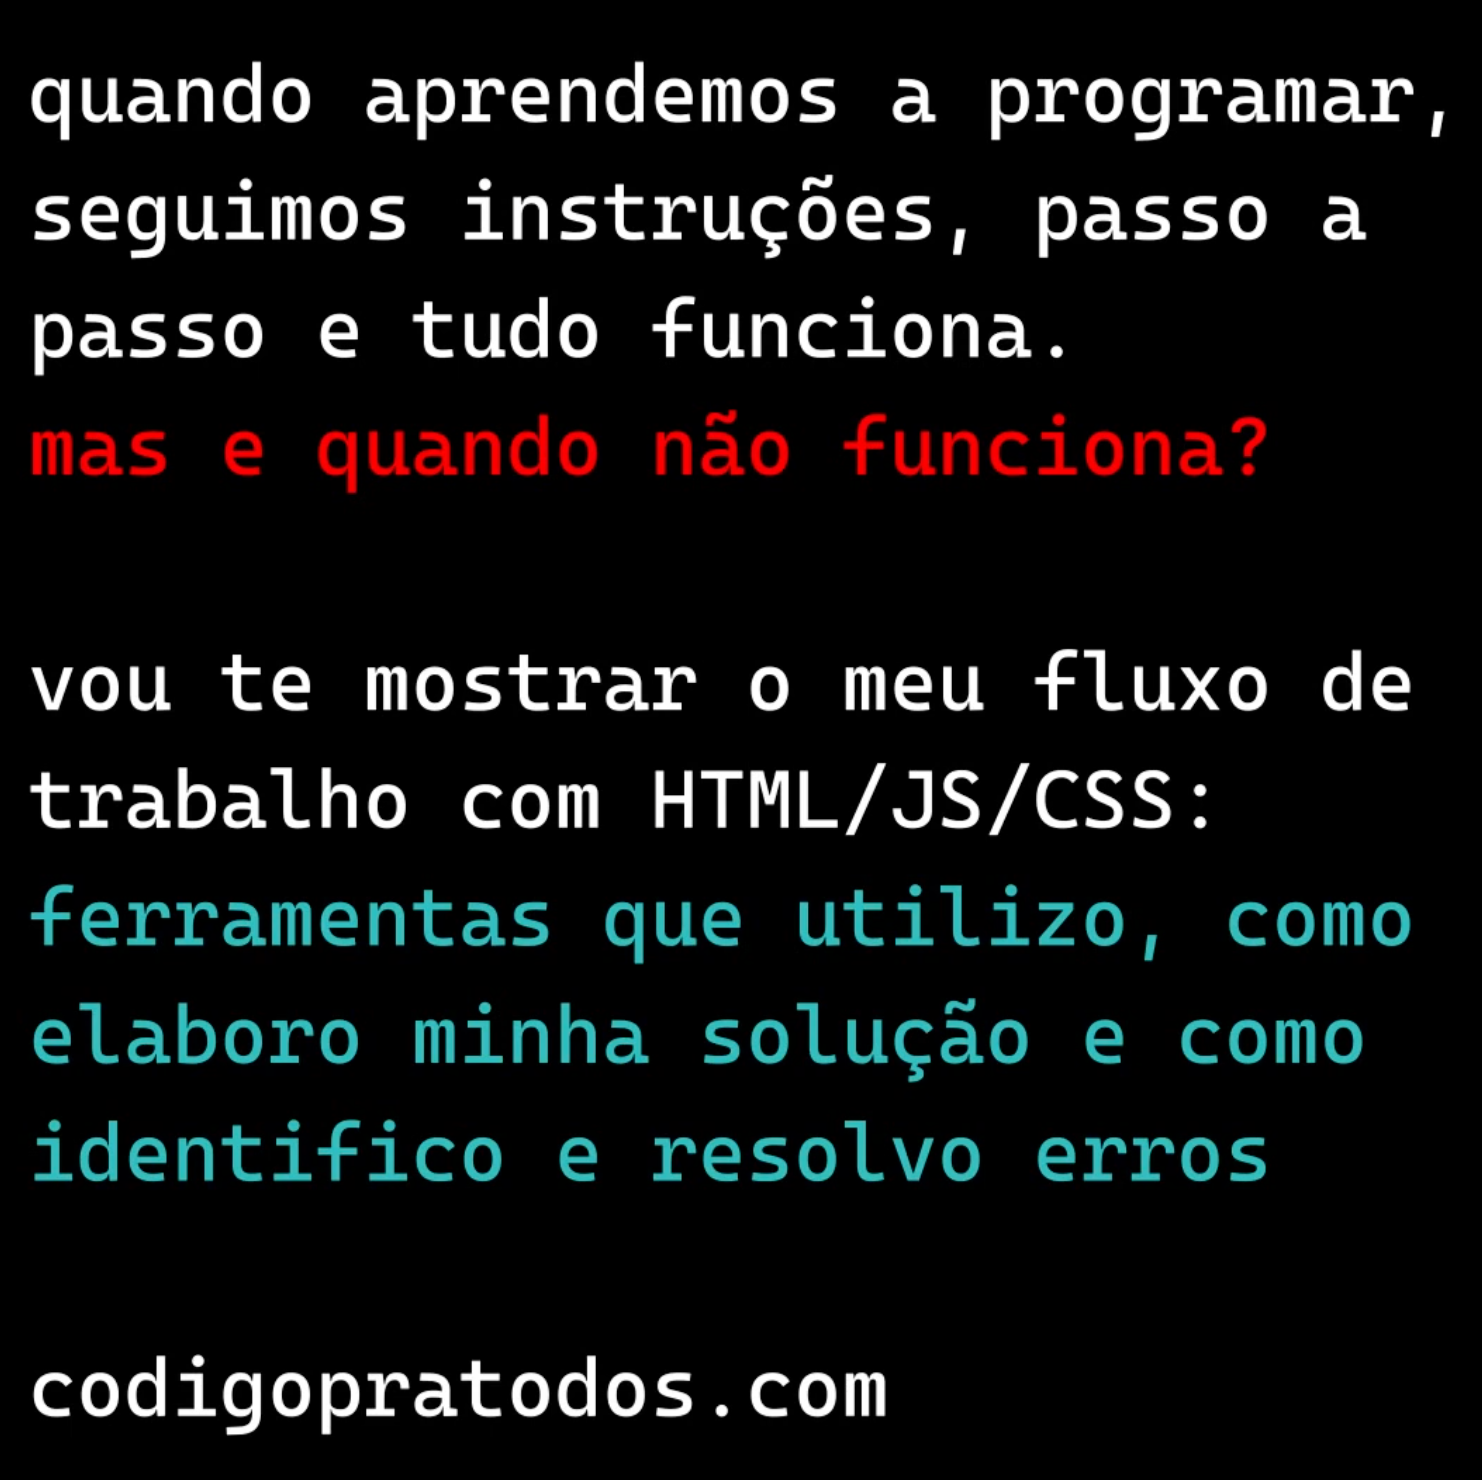 quando aprendemos a programar,
seguimos instruções, passo a
passo e tudo funciona.
mas e quando não funciona?
vou te mostrar o meu fluxo de
trabalho com HTML/JS/CSS:
ferramentas que utilizo, como
elaboro minha solução e como
identifico e resolvo erros
codigopratodos.com